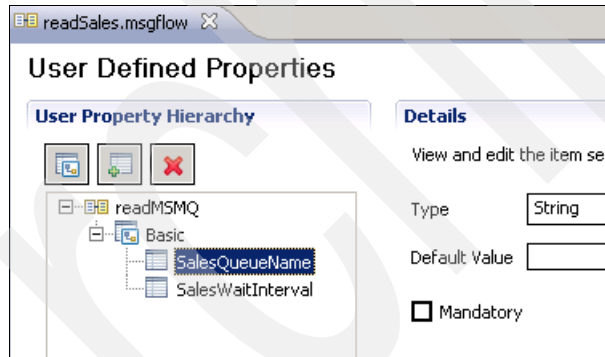 readSales.msgflow
User Defined Properties
User Property Hierarchy
readMSMQ
Basic
SalesQueueName
SalesWaitInterval
Details
View and edit the item se
Type String
Default Value
Mandatory